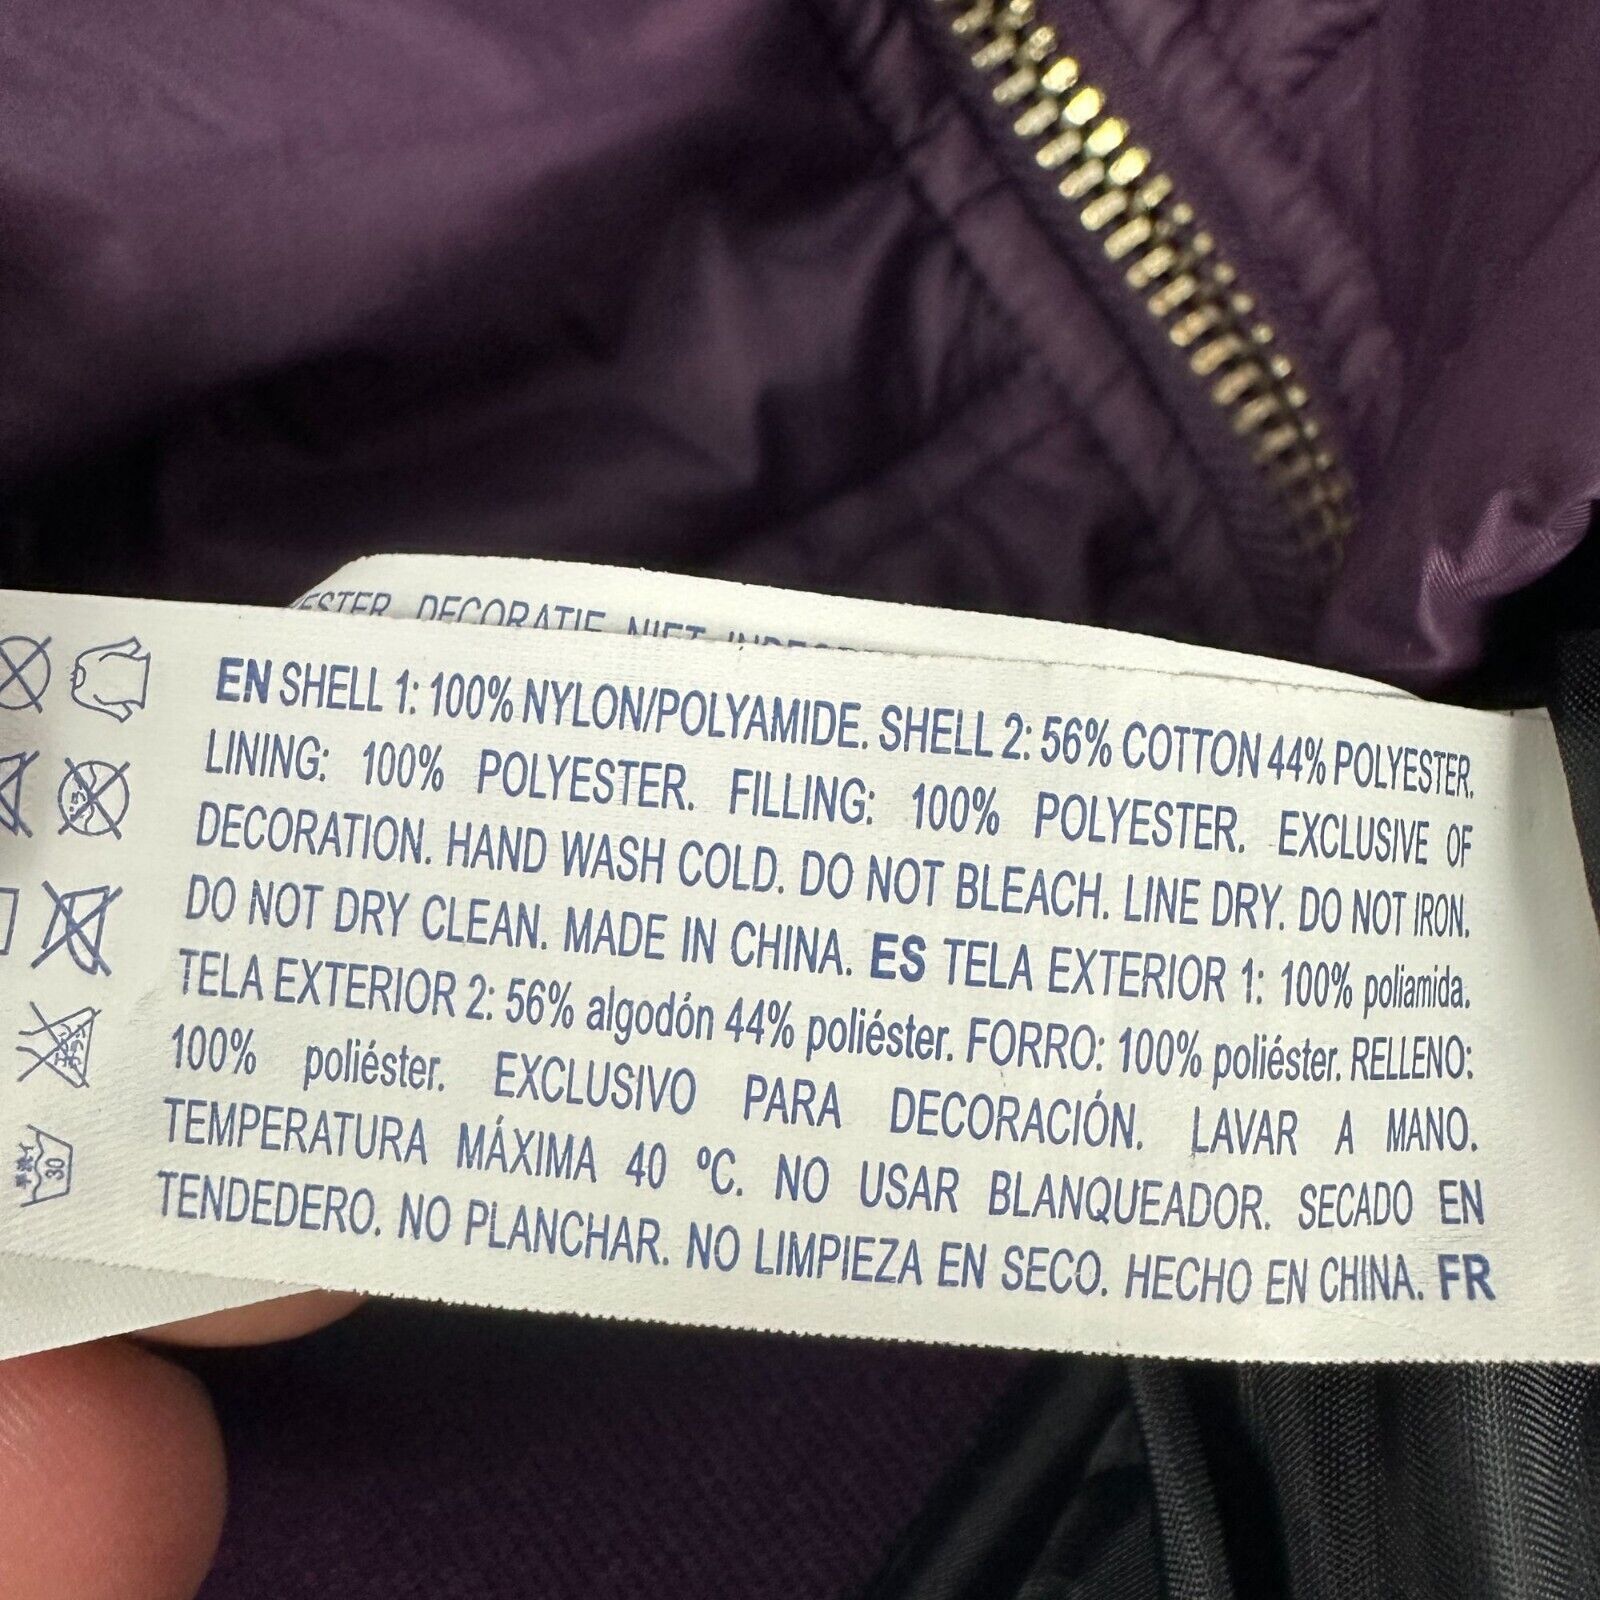 DECORATIE NIET
EN SHELL 1: 100% NYLON/POLYAMIDE. SHELL 2: 56% COTTON 44% POLYESTER.
LINING: 100% POLYESTER. FILLING: 100% POLYESTER. EXCLUSIVE OF
DECORATION. HAND WASH COLD. DO NOT BLEACH. LINE DRY. DO NOT IRON.
DO NOT DRY CLEAN. MADE IN CHINA. ES TELA EXTERIOR 1: 100% poliamida.
TELA EXTERIOR 2: 56% algodón 44% poliéster. FORRO: 100% poliéster. RELLENO:
100% poliéster. EXCLUSIVO PARA DECORACIÓN. LAVAR A MANO.
TEMPERATURA MÁXIMA 40 ºC. NO USAR BLANQUEADOR. SECADO EN
TENDEDERO. NO PLANCHAR. NO LIMPIEZA EN SECO. HECHO EN CHINA. FR
30